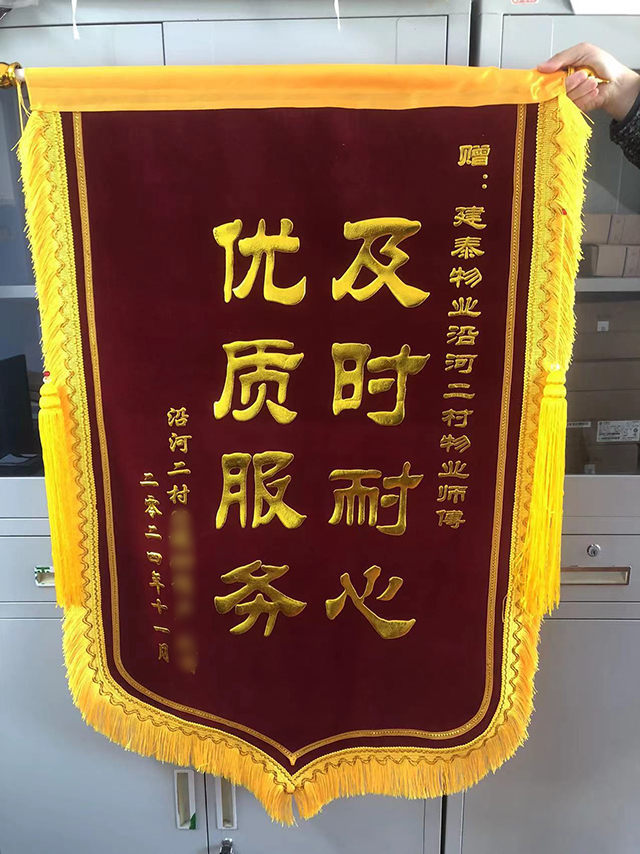 赠：建泰物业沿河二村物业师傅
及时耐心
优质服务
沿河二村
二零二四年十一月